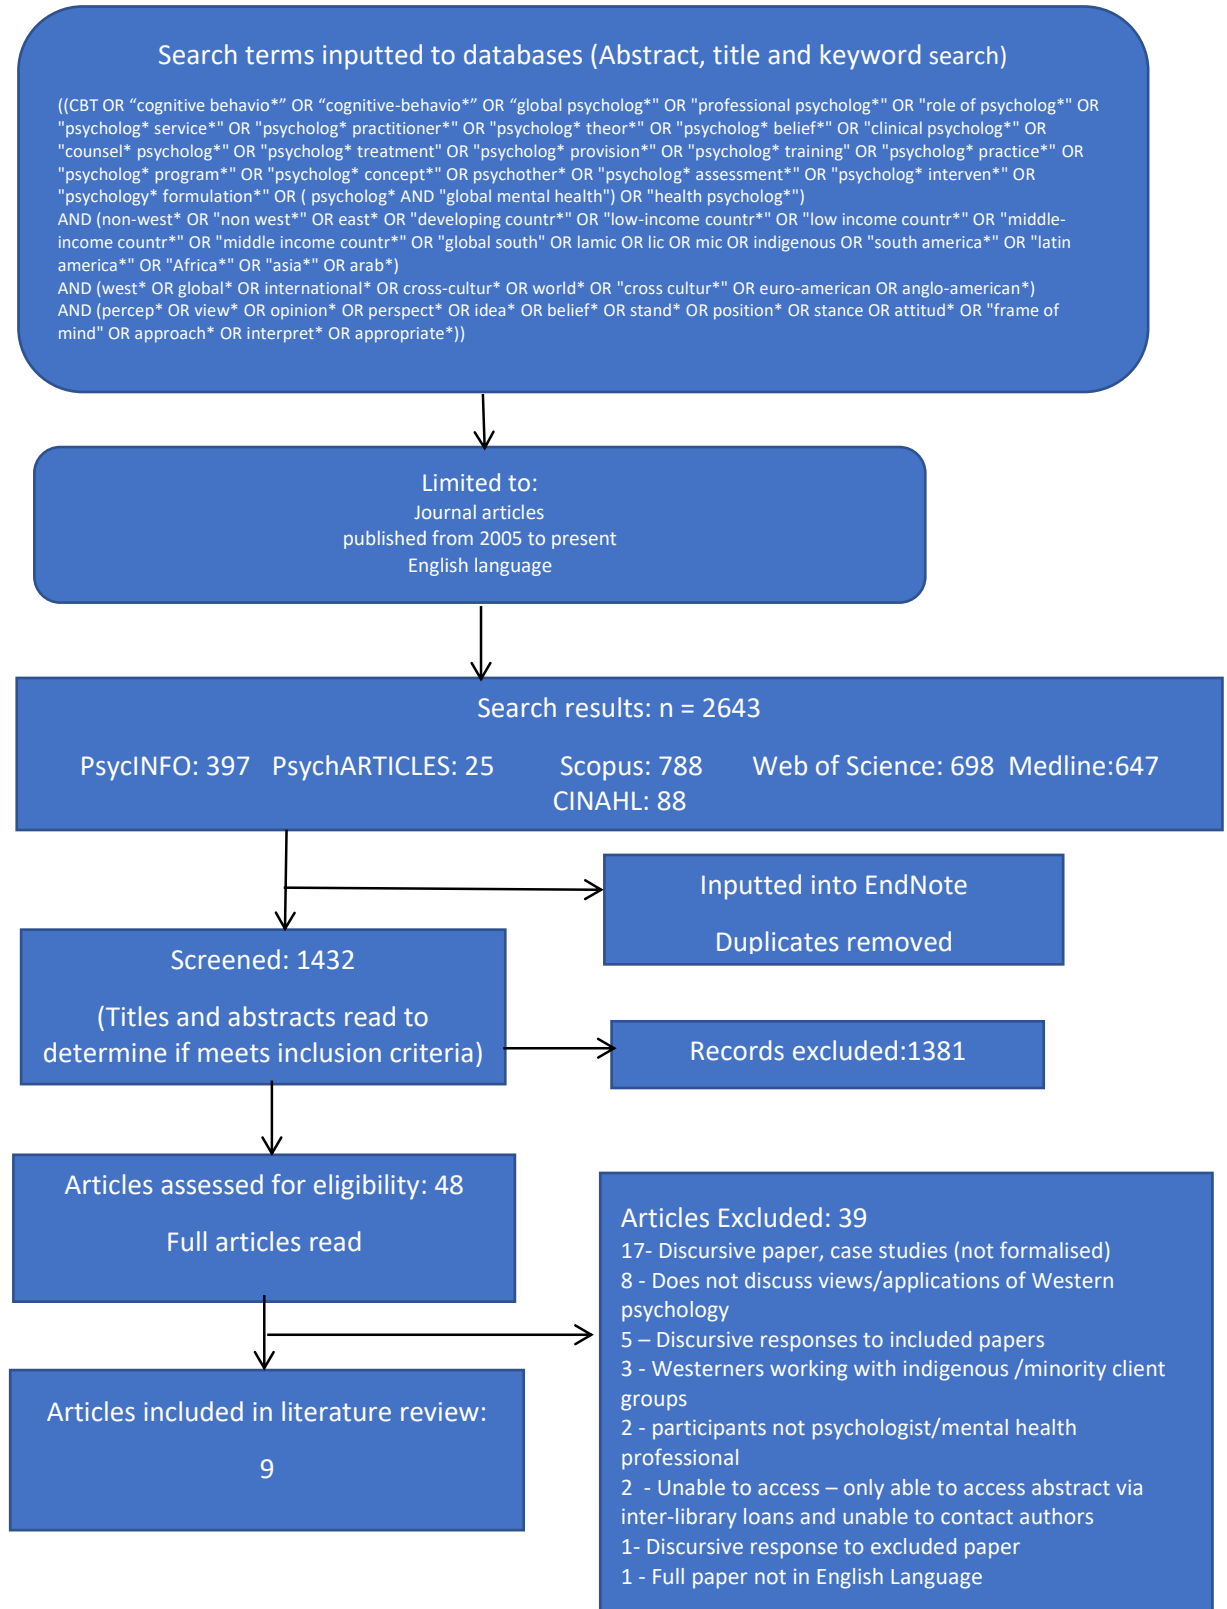 Search terms inputted to databases (Abstract, title and keyword search)
((CBT OR “cognitive behavio*” OR “cognitive-behavio*” OR “global psycholog*" OR "professional psycholog*" OR "role of psycholog*" OR
"psycholog* service*" OR "psycholog* practitioner*" OR "psycholog* theor*" OR "psycholog* belief*" OR "clinical psycholog*" OR
"counsel* psycholog*" OR "psycholog* treatment" OR "psycholog* provision*" OR "psycholog* training" OR "psycholog* practice*" OR
"psycholog* program*" OR "psycholog* concept*" OR psychother* OR "psycholog* assessment*" OR "psycholog* interven*" OR
"psychology* formulation*" OR ( psycholog* AND "global mental health") OR "health psycholog*")
AND (non-west* OR "non west*" OR east* OR "developing countr*" OR "low-income countr*" OR "low income countr*" OR "middle-
income countr*" OR "middle income countr*" OR "global south" OR lamic OR lic OR mic OR indigenous OR "south america*" OR "latin
america*" OR "Africa*" OR "asia*" OR arab*)
AND (west* OR global* OR international* OR cross-cultur* OR world* OR "cross cultur*" OR euro-american OR anglo-american*)
AND (percep* OR view* OR opinion* OR perspect* OR idea* OR belief* OR stand* OR position* OR stance OR attitud* OR "frame of
mind" OR approach* OR interpret* OR appropriate*))
Limited to:
Journal articles
published from 2005 to present
English language
Search results: n = 2643
PsycINFO: 397 PsychARTICLES: 25 Scopus: 788 Web of Science: 698 Medline:647
CINAHL: 88
Inputted into EndNote
Duplicates removed
Screened: 1432
(Titles and abstracts read to
determine if meets inclusion criteria)
Records excluded:1381
Articles assessed for eligibility: 48
Full articles read
Articles Excluded: 39
17- Discursive paper, case studies (not formalised)
8 - Does not discuss views/applications of Western
psychology
5 – Discursive responses to included papers
3 - Westerners working with indigenous /minority client
groups
2 - participants not psychologist/mental health
professional
2 - Unable to access – only able to access abstract via
inter-library loans and unable to contact authors
1- Discursive response to excluded paper
1 - Full paper not in English Language
Articles included in literature review:
9